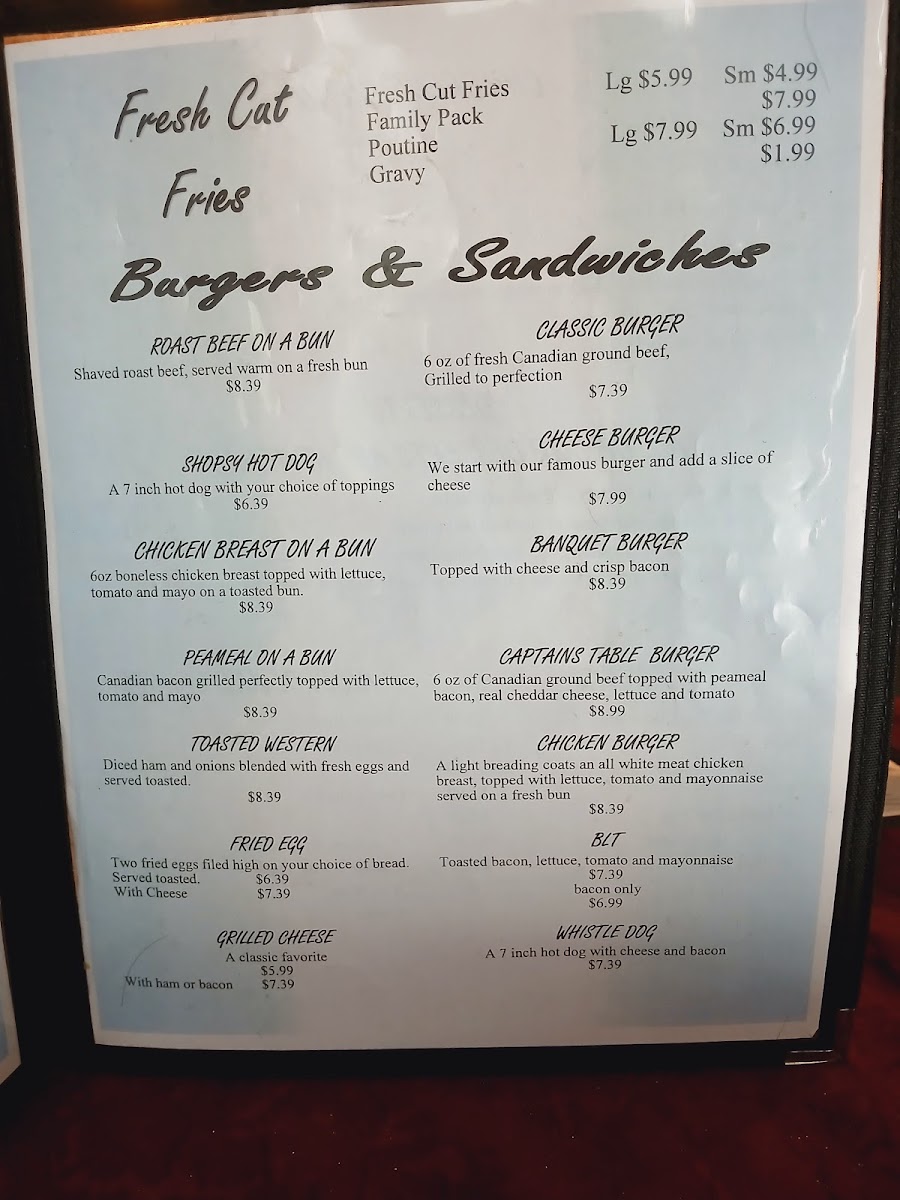 Fresh Cut
Fries
Fresh Cut Fries Lg $5.99 Sm $4.99
Family Pack $7.99
Poutine Lg $7.99 Sm $6.99
Gravy $1.99
Burgers & Sandwiches
ROAST BEEF ON A BUN
Shaved roast beef, served warm on a fresh bun
$8.39
SHOPSY HOT DOG
A 7 inch hot dog with your choice of toppings
$6.39
CHICKEN BREAST ON A BUN
6oz boneless chicken breast topped with lettuce,
tomato and mayo on a toasted bun.
$8.39
PEAMEAL ON A BUN
Canadian bacon grilled perfectly topped with lettuce,
tomato and mayo
$8.39
TOASTED WESTERN
Diced ham and onions blended with fresh eggs and
served toasted.
$8.39
FRIED EGG
Two fried eggs filed high on your choice of bread.
Served toasted. $6.39
With Cheese $7.39
GRILLED CHEESE
A classic favorite
$5.99
With ham or bacon $7.39
CLASSIC BURGER
6 oz of fresh Canadian ground beef,
Grilled to perfection
$7.39
CHEESE BURGER
We start with our famous burger and add a slice of
cheese
$7.99
BANQUET BURGER
Topped with cheese and crisp bacon
$8.39
CAPTAINS TABLE BURGER
6 oz of Canadian ground beef topped with peameal
bacon, real cheddar cheese, lettuce and tomato
$8.99
CHICKEN BURGER
A light breading coats an all white meat chicken
breast, topped with lettuce, tomato and mayonnaise
served on a fresh bun
$8.39
BLT
Toasted bacon, lettuce, tomato and mayonnaise
$7.39
bacon only
$6.99
WHISTLE DOG
A 7 inch hot dog with cheese and bacon
$7.39